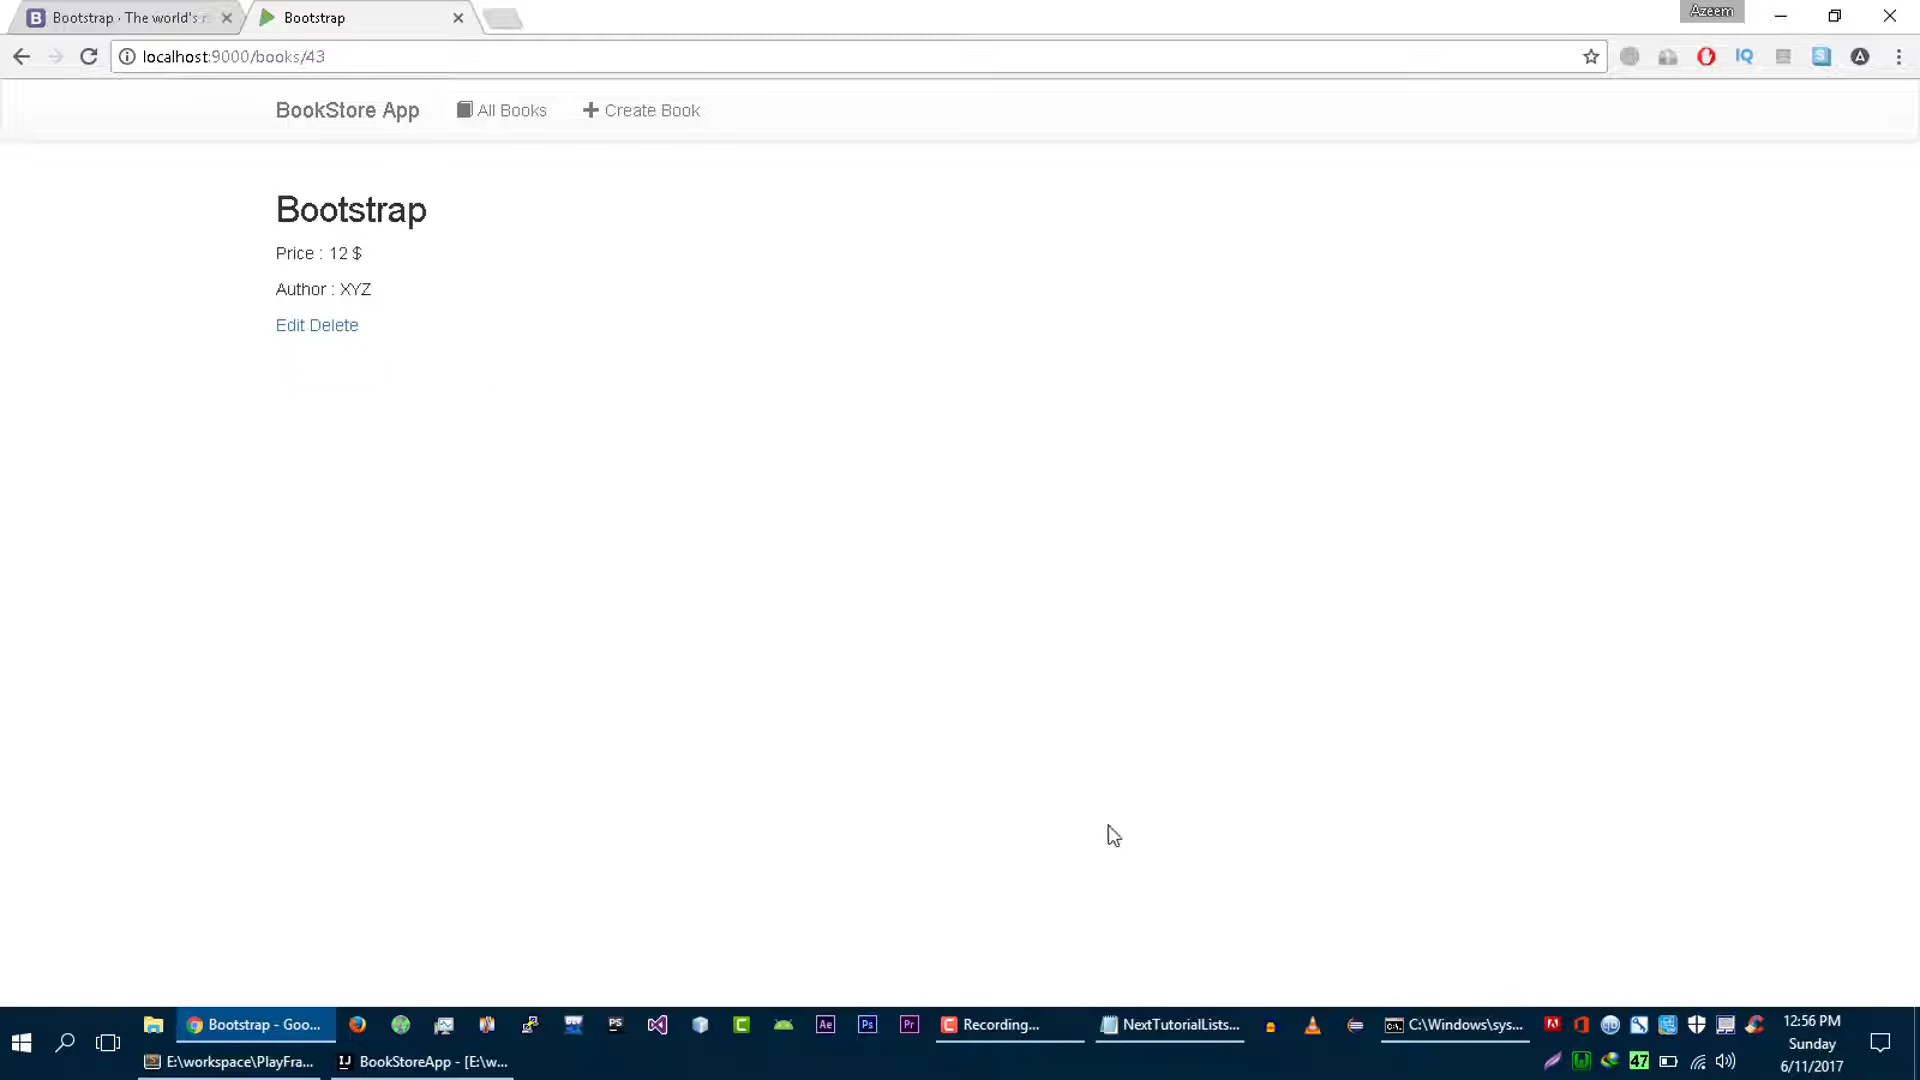 Bootstrap · The world's r
Bootstrap
Azeem
localhost:9000/books/43
IQ
BookStore App
All Books
Create Book
Bootstrap
Price : 12 $
Author : XYZ
Edit Delete
Bootstrap - Goo...
Recording...
NextTutorialLists...
C:\Windows\sys...
12:56 PM
Sunday
6/11/2017
E:\workspace\PlayFra...
BookStoreApp - [E:\w...
47